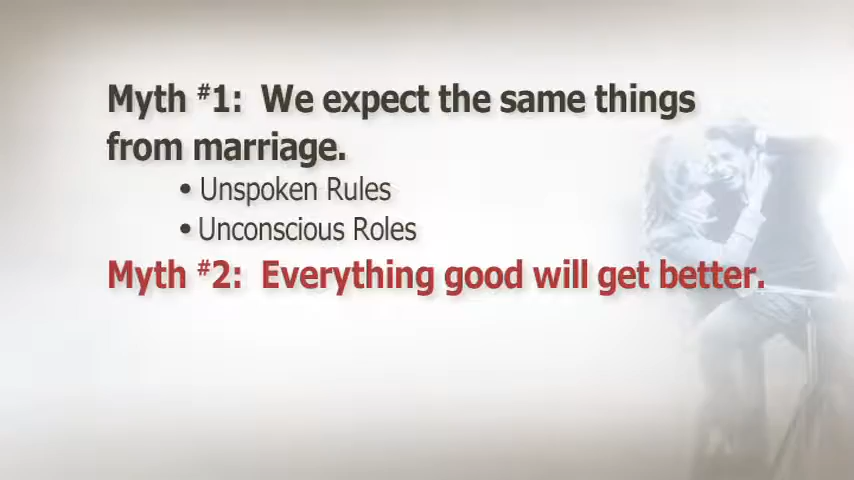 Myth #1:  We expect the same things
from marriage.
• Unspoken Rules
• Unconscious Roles
Myth #2:  Everything good will get better.